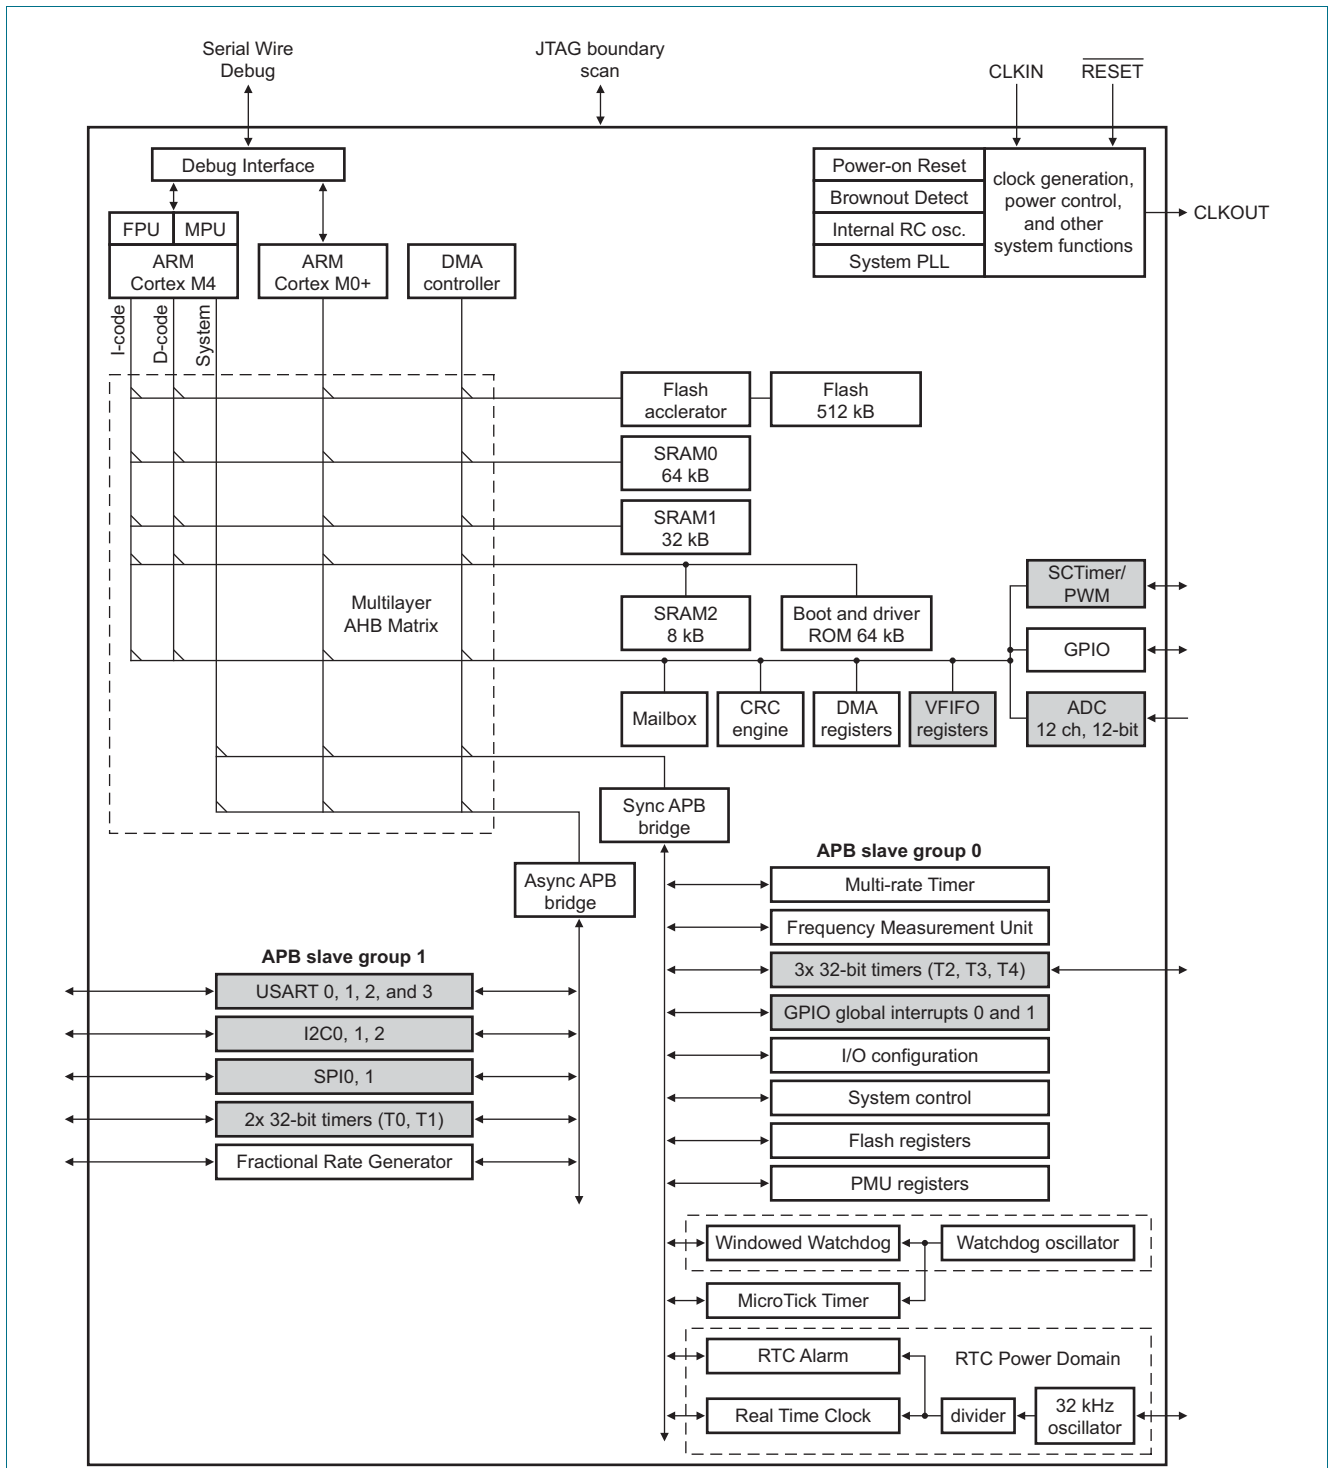 Serial Wire
Debug
JTAG boundary
scan
CLKIN
RESET
Debug Interface
Power-on Reset
Brownout Detect
Internal RC osc.
System PLL
clock generation,
power control,
and other
system functions
CLKOUT
FPU
MPU
ARM
Cortex M4
ARM
Cortex M0+
DMA
controller
I-code
D-code
System
Flash
acclerator
Flash
512 kB
SRAM0
64 kB
SRAM1
32 kB
Multilayer
AHB Matrix
SRAM2
8 kB
Boot and driver
ROM 64 kB
SCTimer/
PWM
GPIO
ADC
12 ch, 12-bit
Mailbox
CRC
engine
DMA
registers
VFIFO
registers
Sync APB
bridge
Async APB
bridge
APB slave group 0
Multi-rate Timer
Frequency Measurement Unit
3x 32-bit timers (T2, T3, T4)
GPIO global interrupts 0 and 1
I/O configuration
System control
Flash registers
PMU registers
APB slave group 1
USART 0, 1, 2, and 3
I2C0, 1, 2
SPI0, 1
2x 32-bit timers (T0, T1)
Fractional Rate Generator
Windowed Watchdog
Watchdog oscillator
MicroTick Timer
RTC Alarm
RTC Power Domain
Real Time Clock
divider
32 kHz
oscillator